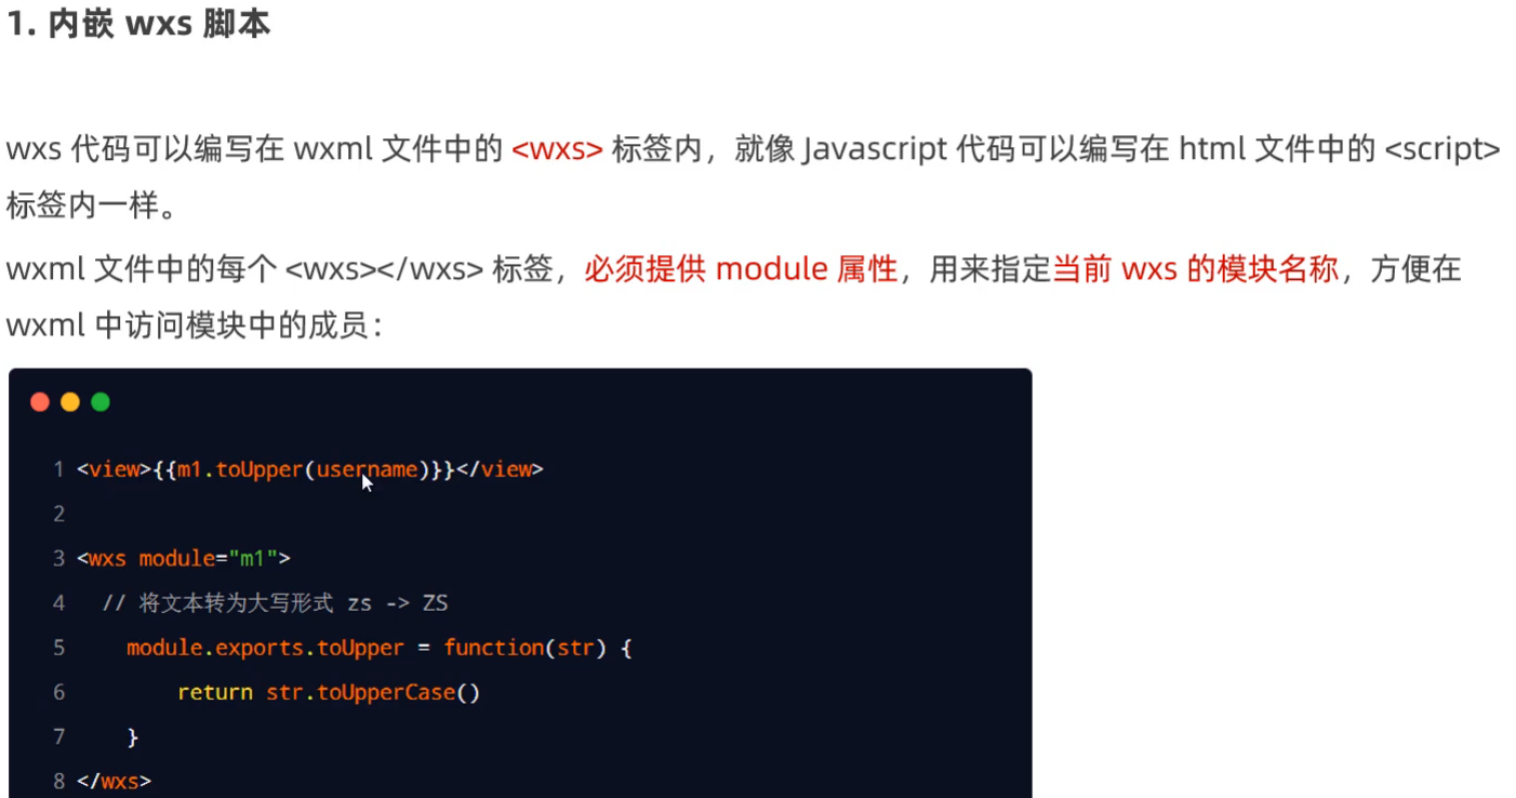 1. 内嵌 wxs 脚本
wxs 代码可以编写在 wxml 文件中的 <wxs> 标签内，就像 Javascript 代码可以编写在 html 文件中的 <script>
标签内一样。
wxml 文件中的每个 <wxs></wxs> 标签，必须提供 module 属性，用来指定当前 wxs 的模块名称，方便在
wxml 中访问模块中的成员：
1 <view>{{m1.toUpper(username)}}</view>
2
3 <wxs module="m1">
4 // 将文本转为大写形式 zs -> ZS
5 module.exports.toUpper = function(str) {
6 return str.toUpperCase()
7 }
8 </wxs>